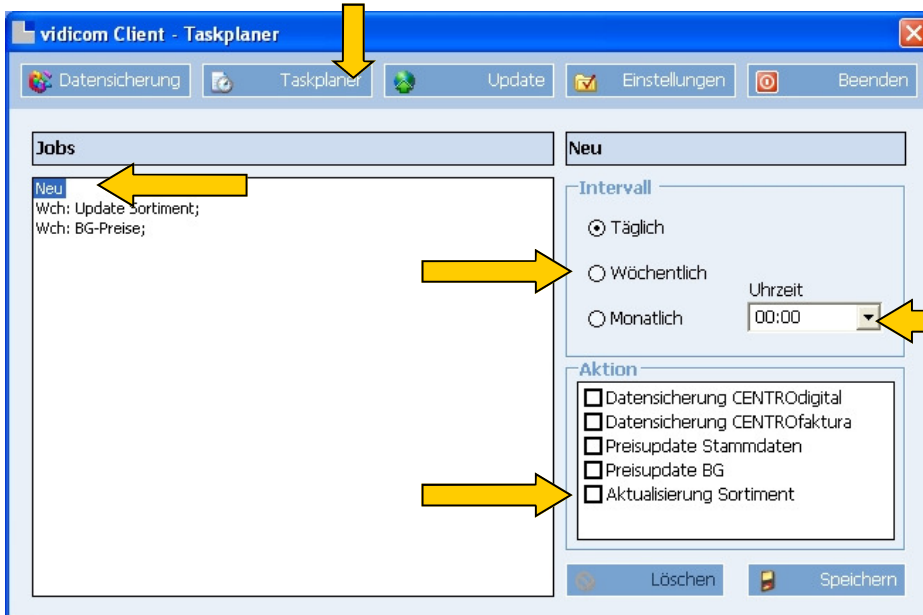 vidicom Client - Taskplaner
Datensicherung Taskplaner Update Einstellungen Beenden
Jobs
Neu
Wch: Update Sortiment;
Wch: BG-Preise;
Neu
Intervall
Täglich
Wöchentlich
Monatlich
Uhrzeit
00:00
Aktion
Datensicherung CENTROdigital
Datensicherung CENTROfaktura
Preisupdate Stammdaten
Preisupdate BG
Aktualisierung Sortiment
Löschen Speichern